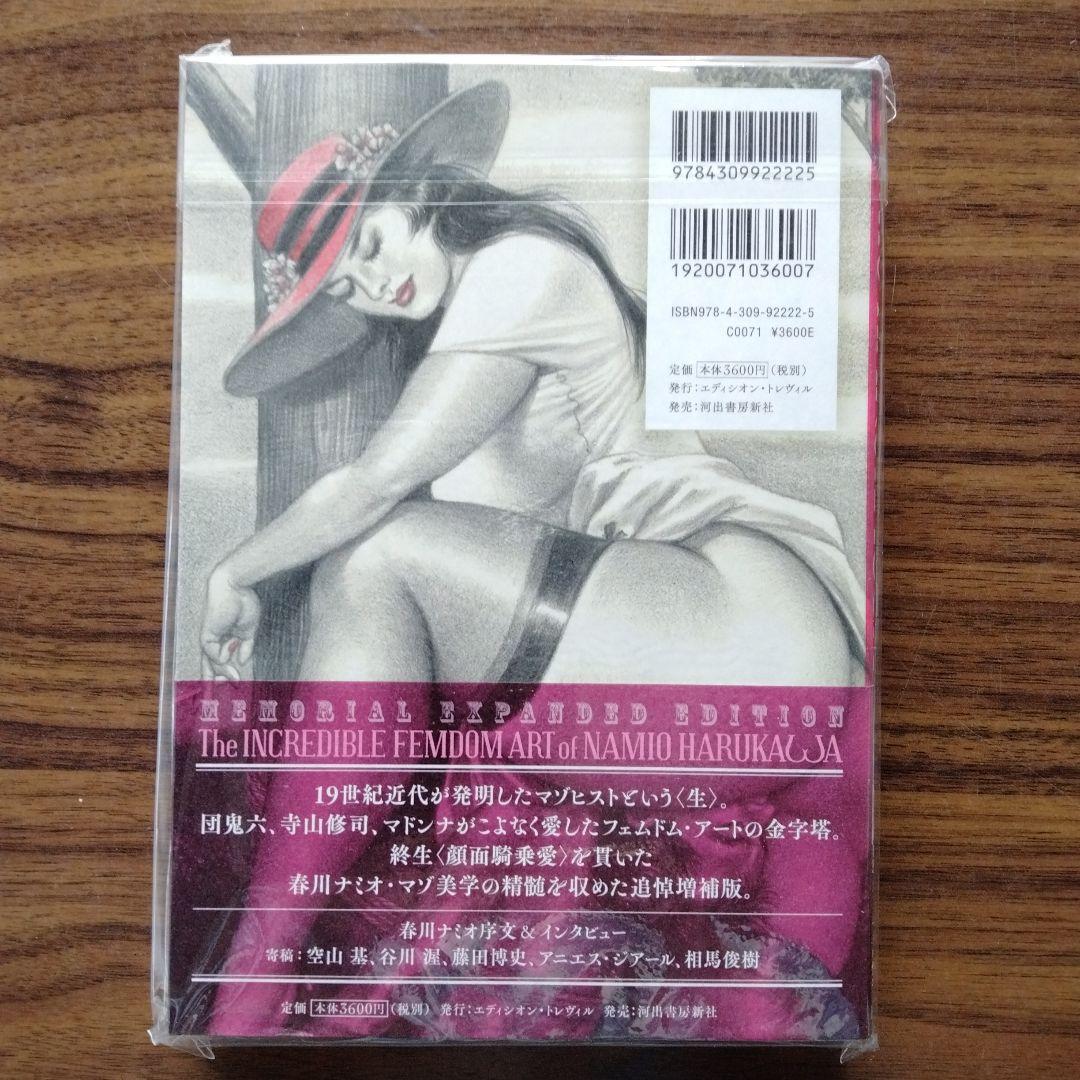 9784309922225
1920071036007
ISBN978-4-309-92222-5
C0071 ¥3600E
定価 本体3600円(税別)
発行:エディシオン・トレヴィル
発売:河出書房新社
MEMORIAL EXPANDED EDITION
The INCREDIBLE FEMDOM ART of NAMIO HARUKAWA
19世紀近代が発明したマゾヒストという〈生〉。
団鬼六、寺山修司、マドンナがこよなく愛したフェムドム・アートの金字塔。
終生〈顔面騎乗愛〉を貫いた
春川ナミオ・マゾ美学の精髄を収めた追悼増補版。
春川ナミオ序文&インタビュー
寄稿:空山 基、谷川 渥、藤田博史、アニエス・ジアール、相馬俊樹
定価 本体3600円(税別) 発行:エディシオン・トレヴィル 発売:河出書房新社